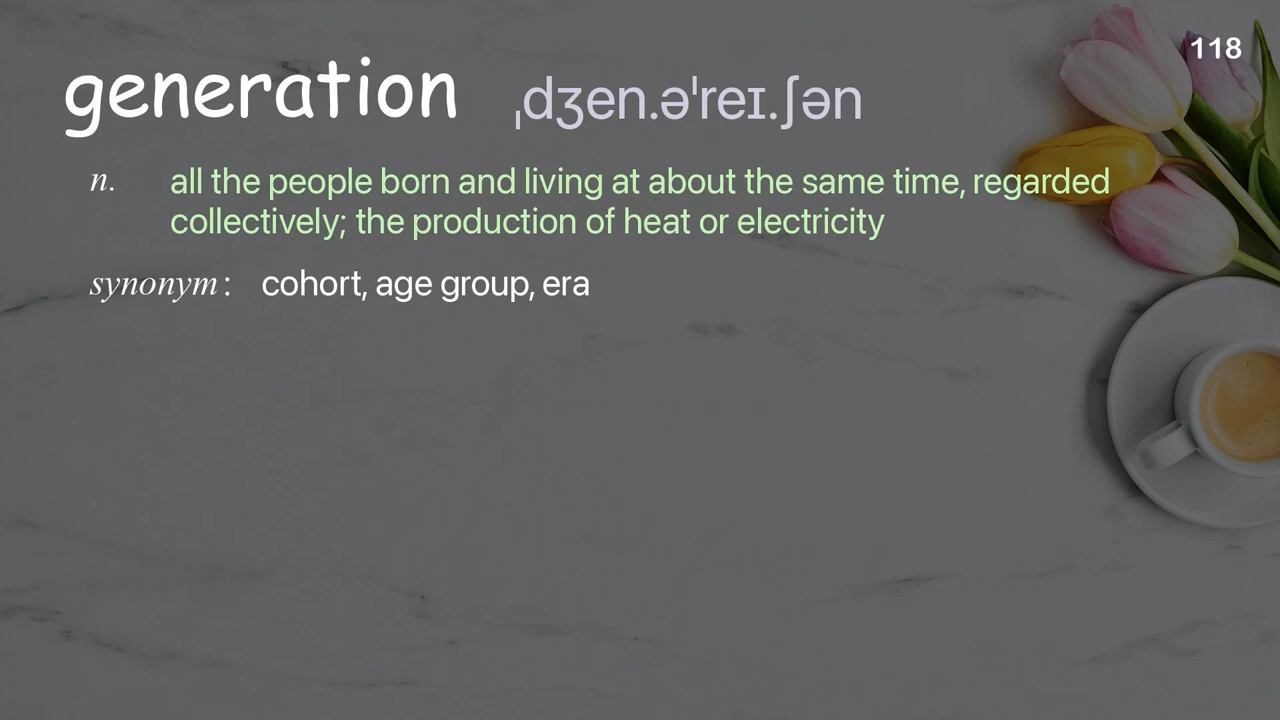 118
generation ˌdʒen.əˈreɪ.ʃən
n. all the people born and living at about the same time, regarded
collectively; the production of heat or electricity
synonym: cohort, age group, era